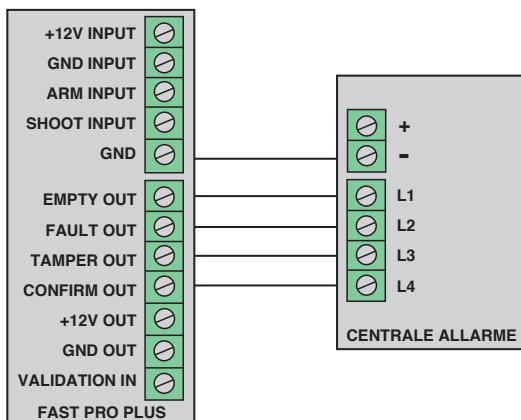 +12V INPUT
GND INPUT
ARM INPUT
SHOOT INPUT
GND
EMPTY OUT
FAULT OUT
TAMPER OUT
CONFIRM OUT
+12V OUT
GND OUT
VALIDATION IN
FAST PRO PLUS
+
-
L1
L2
L3
L4
CENTRALE ALLARME